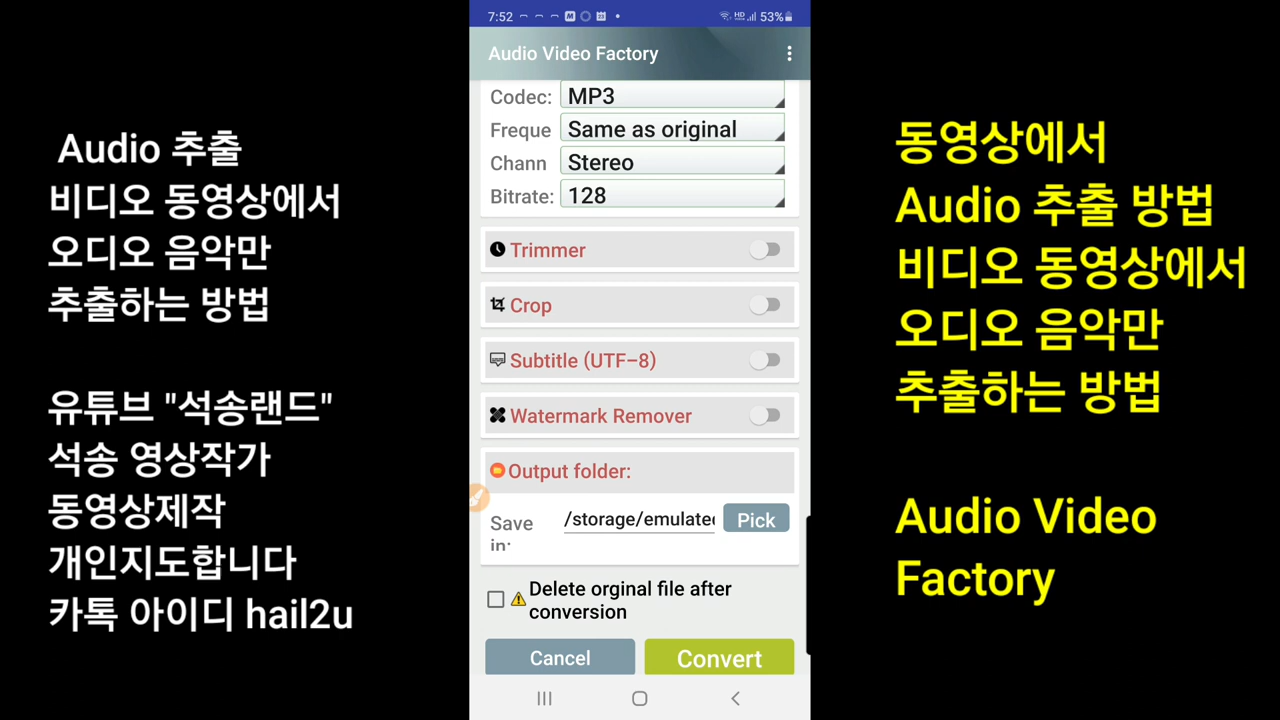 Audio 추출
비디오 동영상에서
오디오 음악만
추출하는 방법
유튜브 "석송랜드"
석송 영상작가
동영상제작
개인지도합니다
카톡 아이디 hail2u
7:52
HD
53%
Audio Video Factory
Codec: MP3
Freque Same as original
Chann Stereo
Bitrate: 128
Trimmer
Crop
Subtitle (UTF-8)
Watermark Remover
Output folder:
Save in: /storage/emulated Pick
Delete orginal file after
conversion
Cancel Convert
동영상에서
Audio 추출 방법
비디오 동영상에서
오디오 음악만
추출하는 방법
Audio Video
Factory